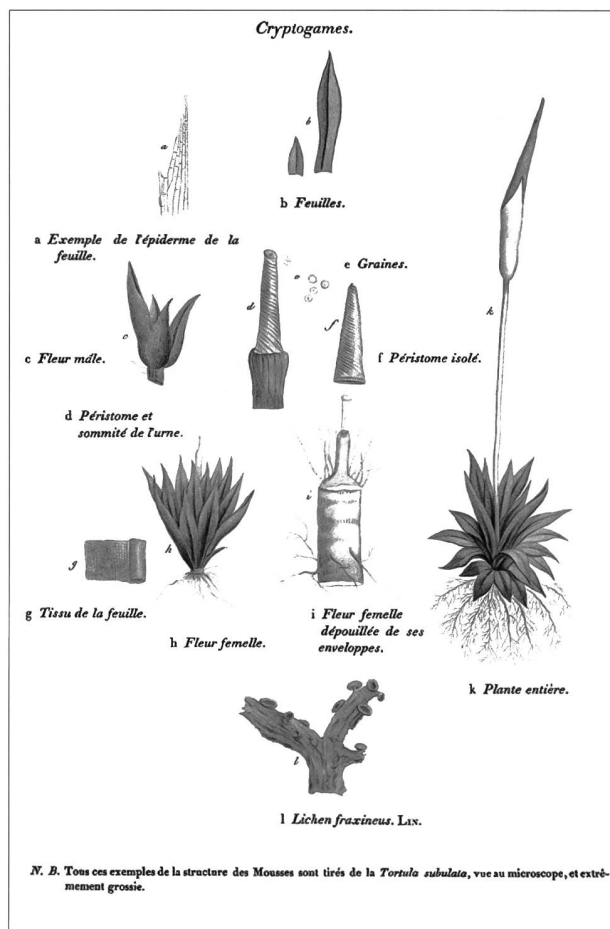 Cryptogames.
a
b
b Feuilles.
a Exemple de l'épiderme de la
feuille.
e
e Graines.
c
d
f
k
c Fleur mâle.
f Péristome isolé.
d Péristome et
sommité de l'urne.
g
h
i
g Tissu de la feuille.
h Fleur femelle.
i Fleur femelle
dépouillée de ses
enveloppes.
k Plante entière.
l
l Lichen fraxineus. LIN.
N. B. Tous ces exemples de la structure des Mousses sont tirés de la Tortula subulata, vue au microscope, et extrê-
mement grossie.